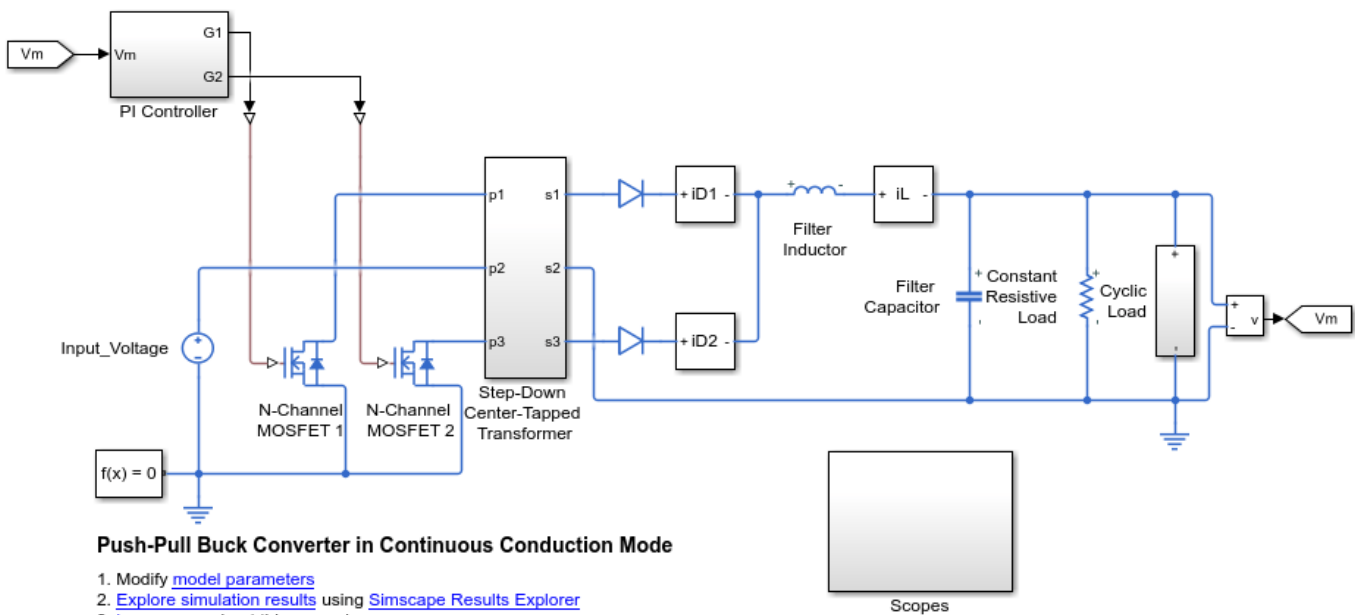 Vm
Vm
G1
G2
PI Controller
p1
p2
p3
s1
s2
s3
+ iD1 -
+ iD2 -
+ -
Filter
Inductor
+ iL -
Filter
Capacitor
+
-
Constant
Resistive
Load
+
-
Cyclic
Load
+
-
+
-
v
Vm
Input_Voltage
+
-
N-Channel
MOSFET 1
N-Channel
MOSFET 2
Step-Down
Center-Tapped
Transformer
f(x) = 0
Push-Pull Buck Converter in Continuous Conduction Mode
1. Modify model parameters
2. Explore simulation results using Simscape Results Explorer
Scopes